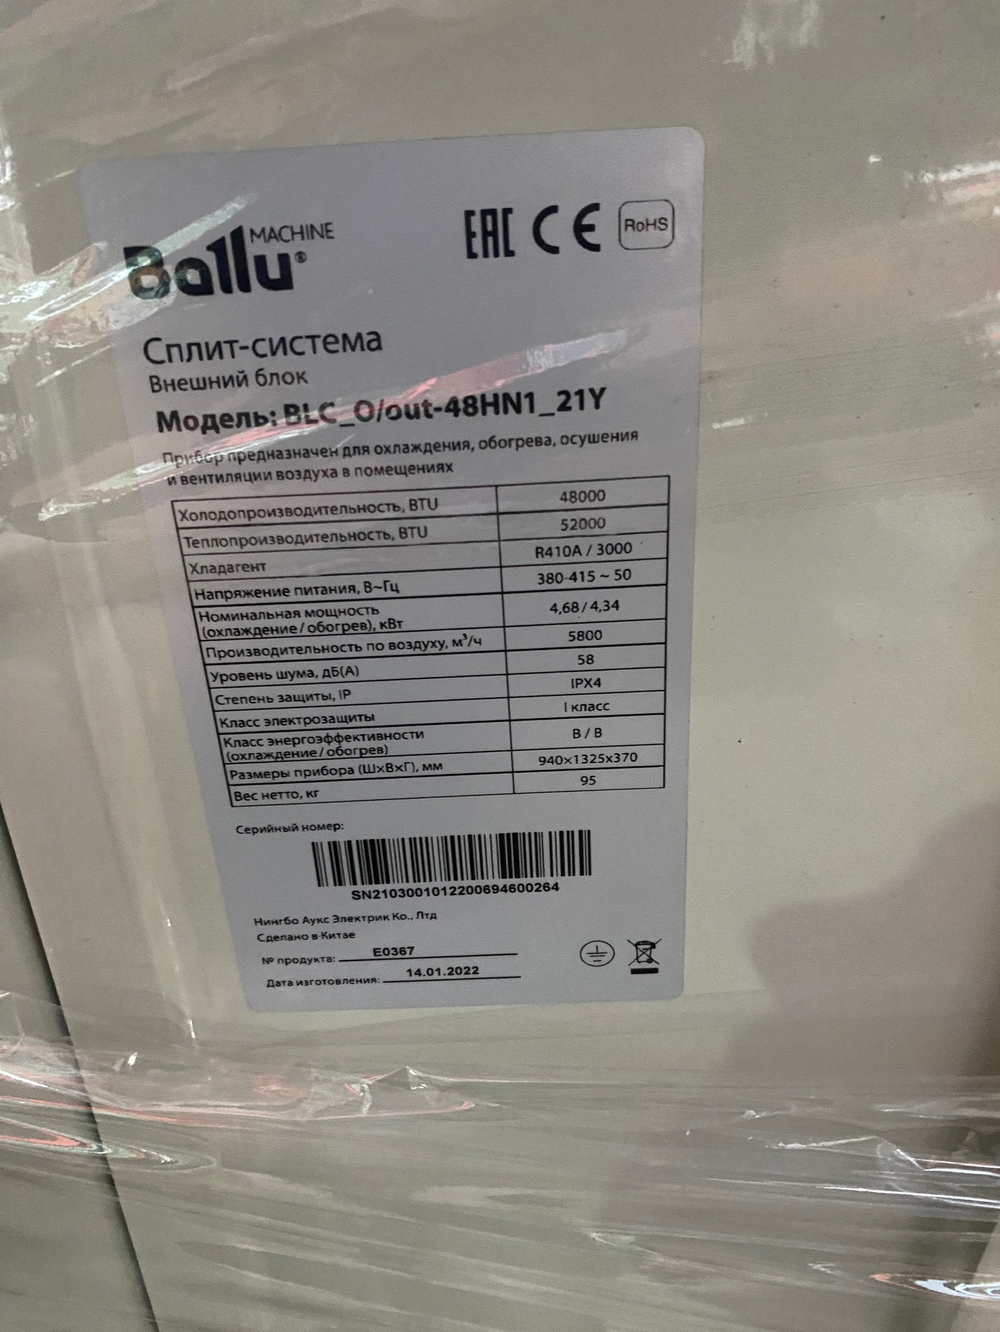 Ballu® MACHINE
EAC CE RoHS
Сплит-система
Внешний блок
Модель: BLC_O/out-48HN1_21Y
Прибор предназначен для охлаждения, обогрева, осушения
и вентиляции воздуха в помещениях
Холодопроизводительность, BTU 48000
Теплопроизводительность, BTU 52000
Хладагент R410A / 3000
Напряжение питания, В~Гц 380-415 ~ 50
Номинальная мощность
(охлаждение/обогрев), кВт 4,68/4,34
Производительность по воздуху, м³/ч 5800
Уровень шума, дБ(А) 58
Степень защиты, IP IPX4
Класс электрозащиты I класс
Класс энергоэффективности
(охлаждение/обогрев) B / B
Размеры прибора (ШхВхГ), мм 940×1325х370
Вес нетто, кг 95
Серийный номер:
SN2103001012200694600264
Нингбо Аукс Электрик Ко., Лтд
Сделано в Китае
№ продукта: E0367
Дата изготовления: 14.01.2022